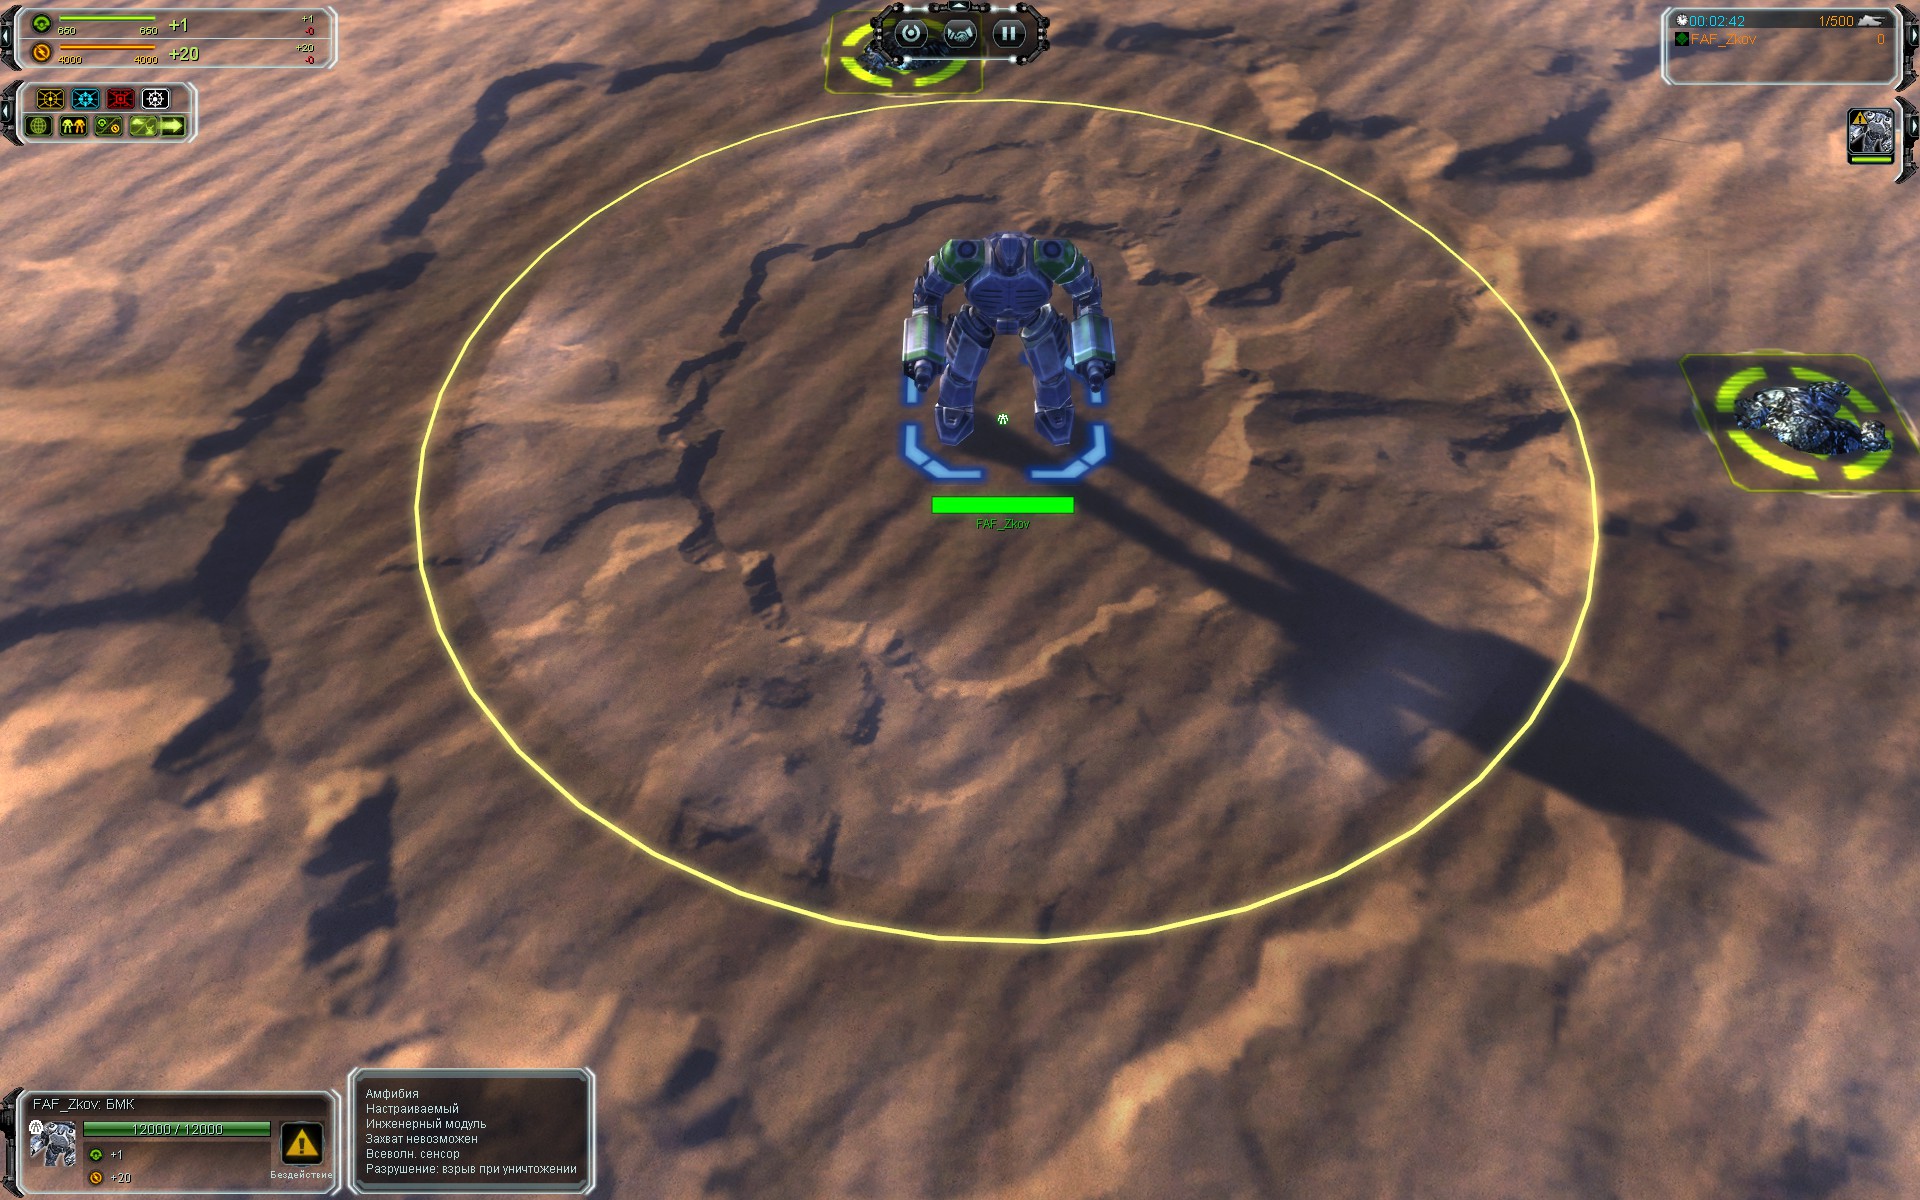 650 650 +1 +1 -0
4000 4000 +20 +20 -0
00:02:42 1/500
FAF_Zkov 0
FAF_Zkov
FAF_Zkov: БМК
12000 / 12000
+1
+20
Бездействие
Амфибия
Настраиваемый
Инженерный модуль
Захват невозможен
Всеволн. сенсор
Разрушение: взрыв при уничтожении